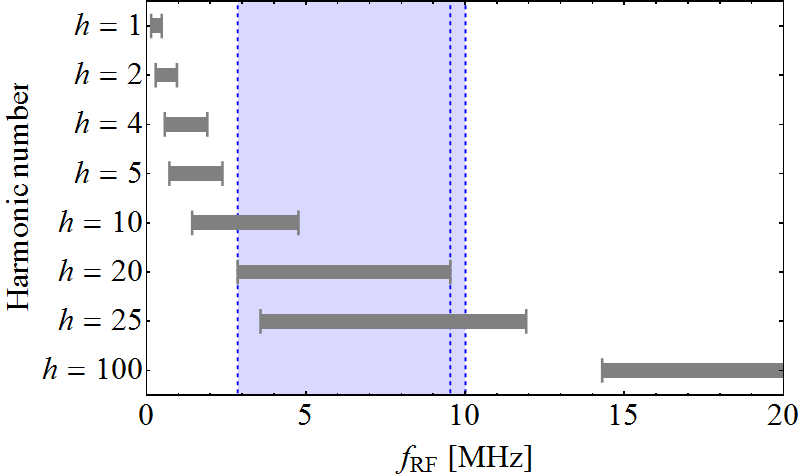 Harmonic number
h = 1
h = 2
h = 4
h = 5
h = 10
h = 20
h = 25
h = 100
0 5 10 15 20
fRF [MHz]